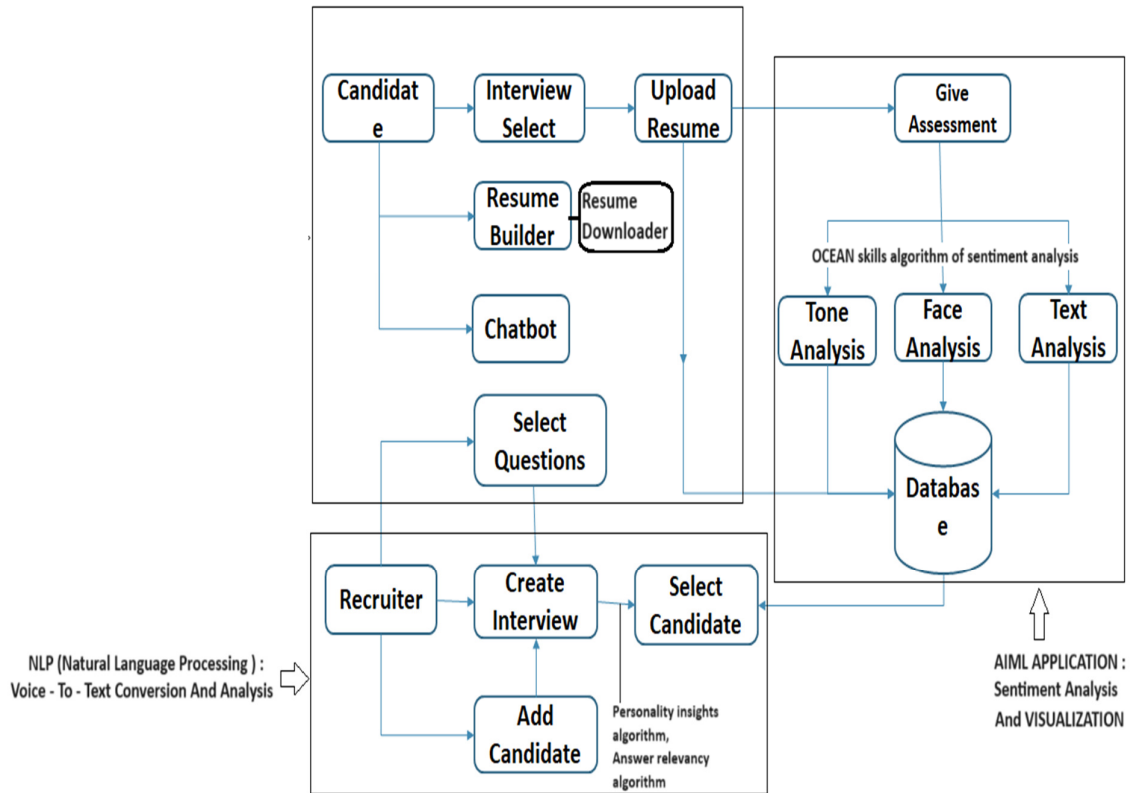 Candidat
e
Interview
Select
Upload
Resume
Give
Assessment
Resume
Builder
Resume
Downloader
OCEAN skills algorithm of sentiment analysis
Chatbot
Tone
Analysis
Face
Analysis
Text
Analysis
Select
Questions
Databas
e
Recruiter
Create
Interview
Select
Candidate
NLP (Natural Language Processing ) :
Voice - To - Text Conversion And Analysis
Add
Candidate
Personality insights
algorithm,
Answer relevancy
algorithm
AIML APPLICATION :
Sentiment Analysis
And VISUALIZATION